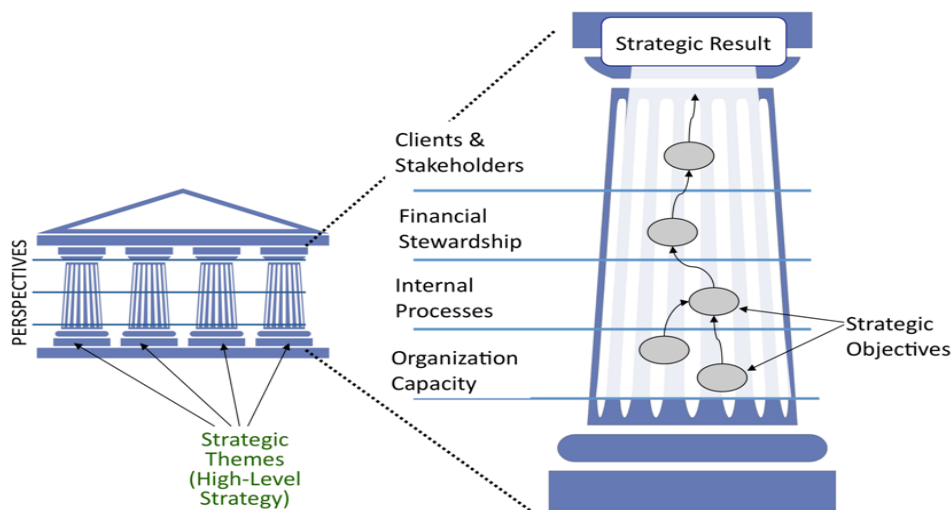 Strategic Result
Clients &
Stakeholders
Financial
Stewardship
Internal
Processes
Organization
Capacity
PERSPECTIVES
Strategic
Objectives
Strategic
Themes
(High-Level
Strategy)